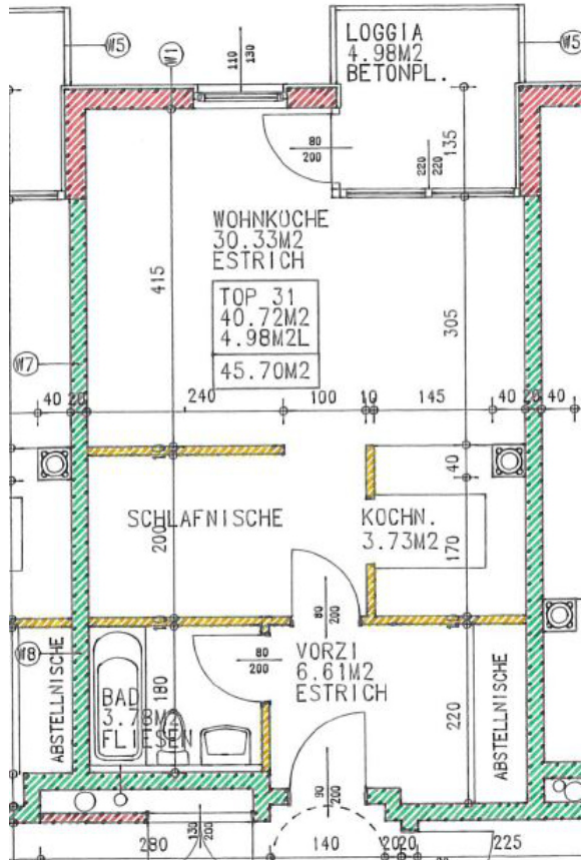 W5
W1
LOGGIA
4.98M2
BETONPL.
W5
110
130
80
200
220
220
135
WOHNKÜCHE
30.33M2
ESTRICH
415
TOP 31
40.72M2
4.98M2L
45.70M2
305
W7
40
20
240
100
10
145
40
20
40
10
40
SCHLAFNISCHE
KOCHN.
3.73M2
200
170
80
200
10
10
W8
ABSTELLNISCHE
BAD
3.78M2
FLIESEN
180
80
200
VORZI
6.61M2
ESTRICH
220
ABSTELLNISCHE
130
200
90
200
280
140
20
20
225